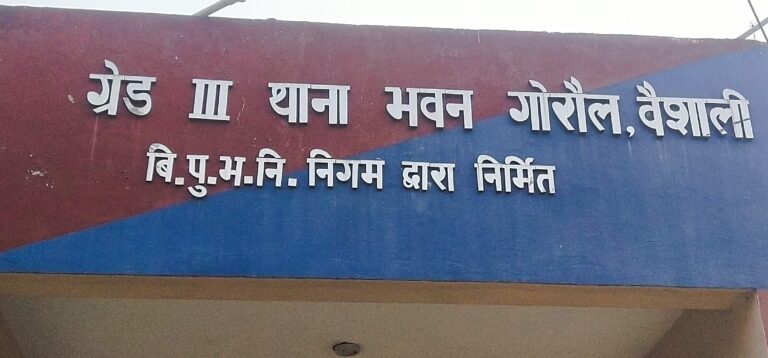 ग्रेड III थाना भवन गोरौल, वैशाली
बि.पु.भ.नि. निगम द्वारा निर्मित